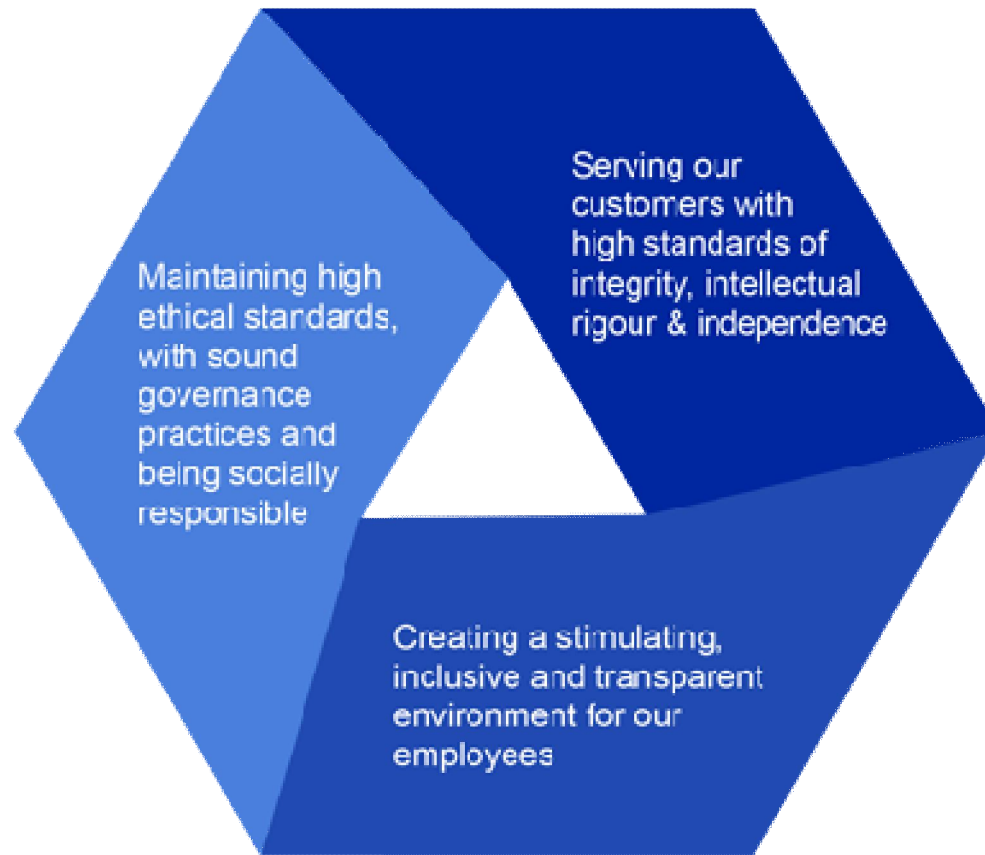 Serving our
customers with
high standards of
integrity, intellectual
rigour & independence
Maintaining high
ethical standards,
with sound
governance
practices and
being socially
responsible
Creating a stimulating,
inclusive and transparent
environment for our
employees